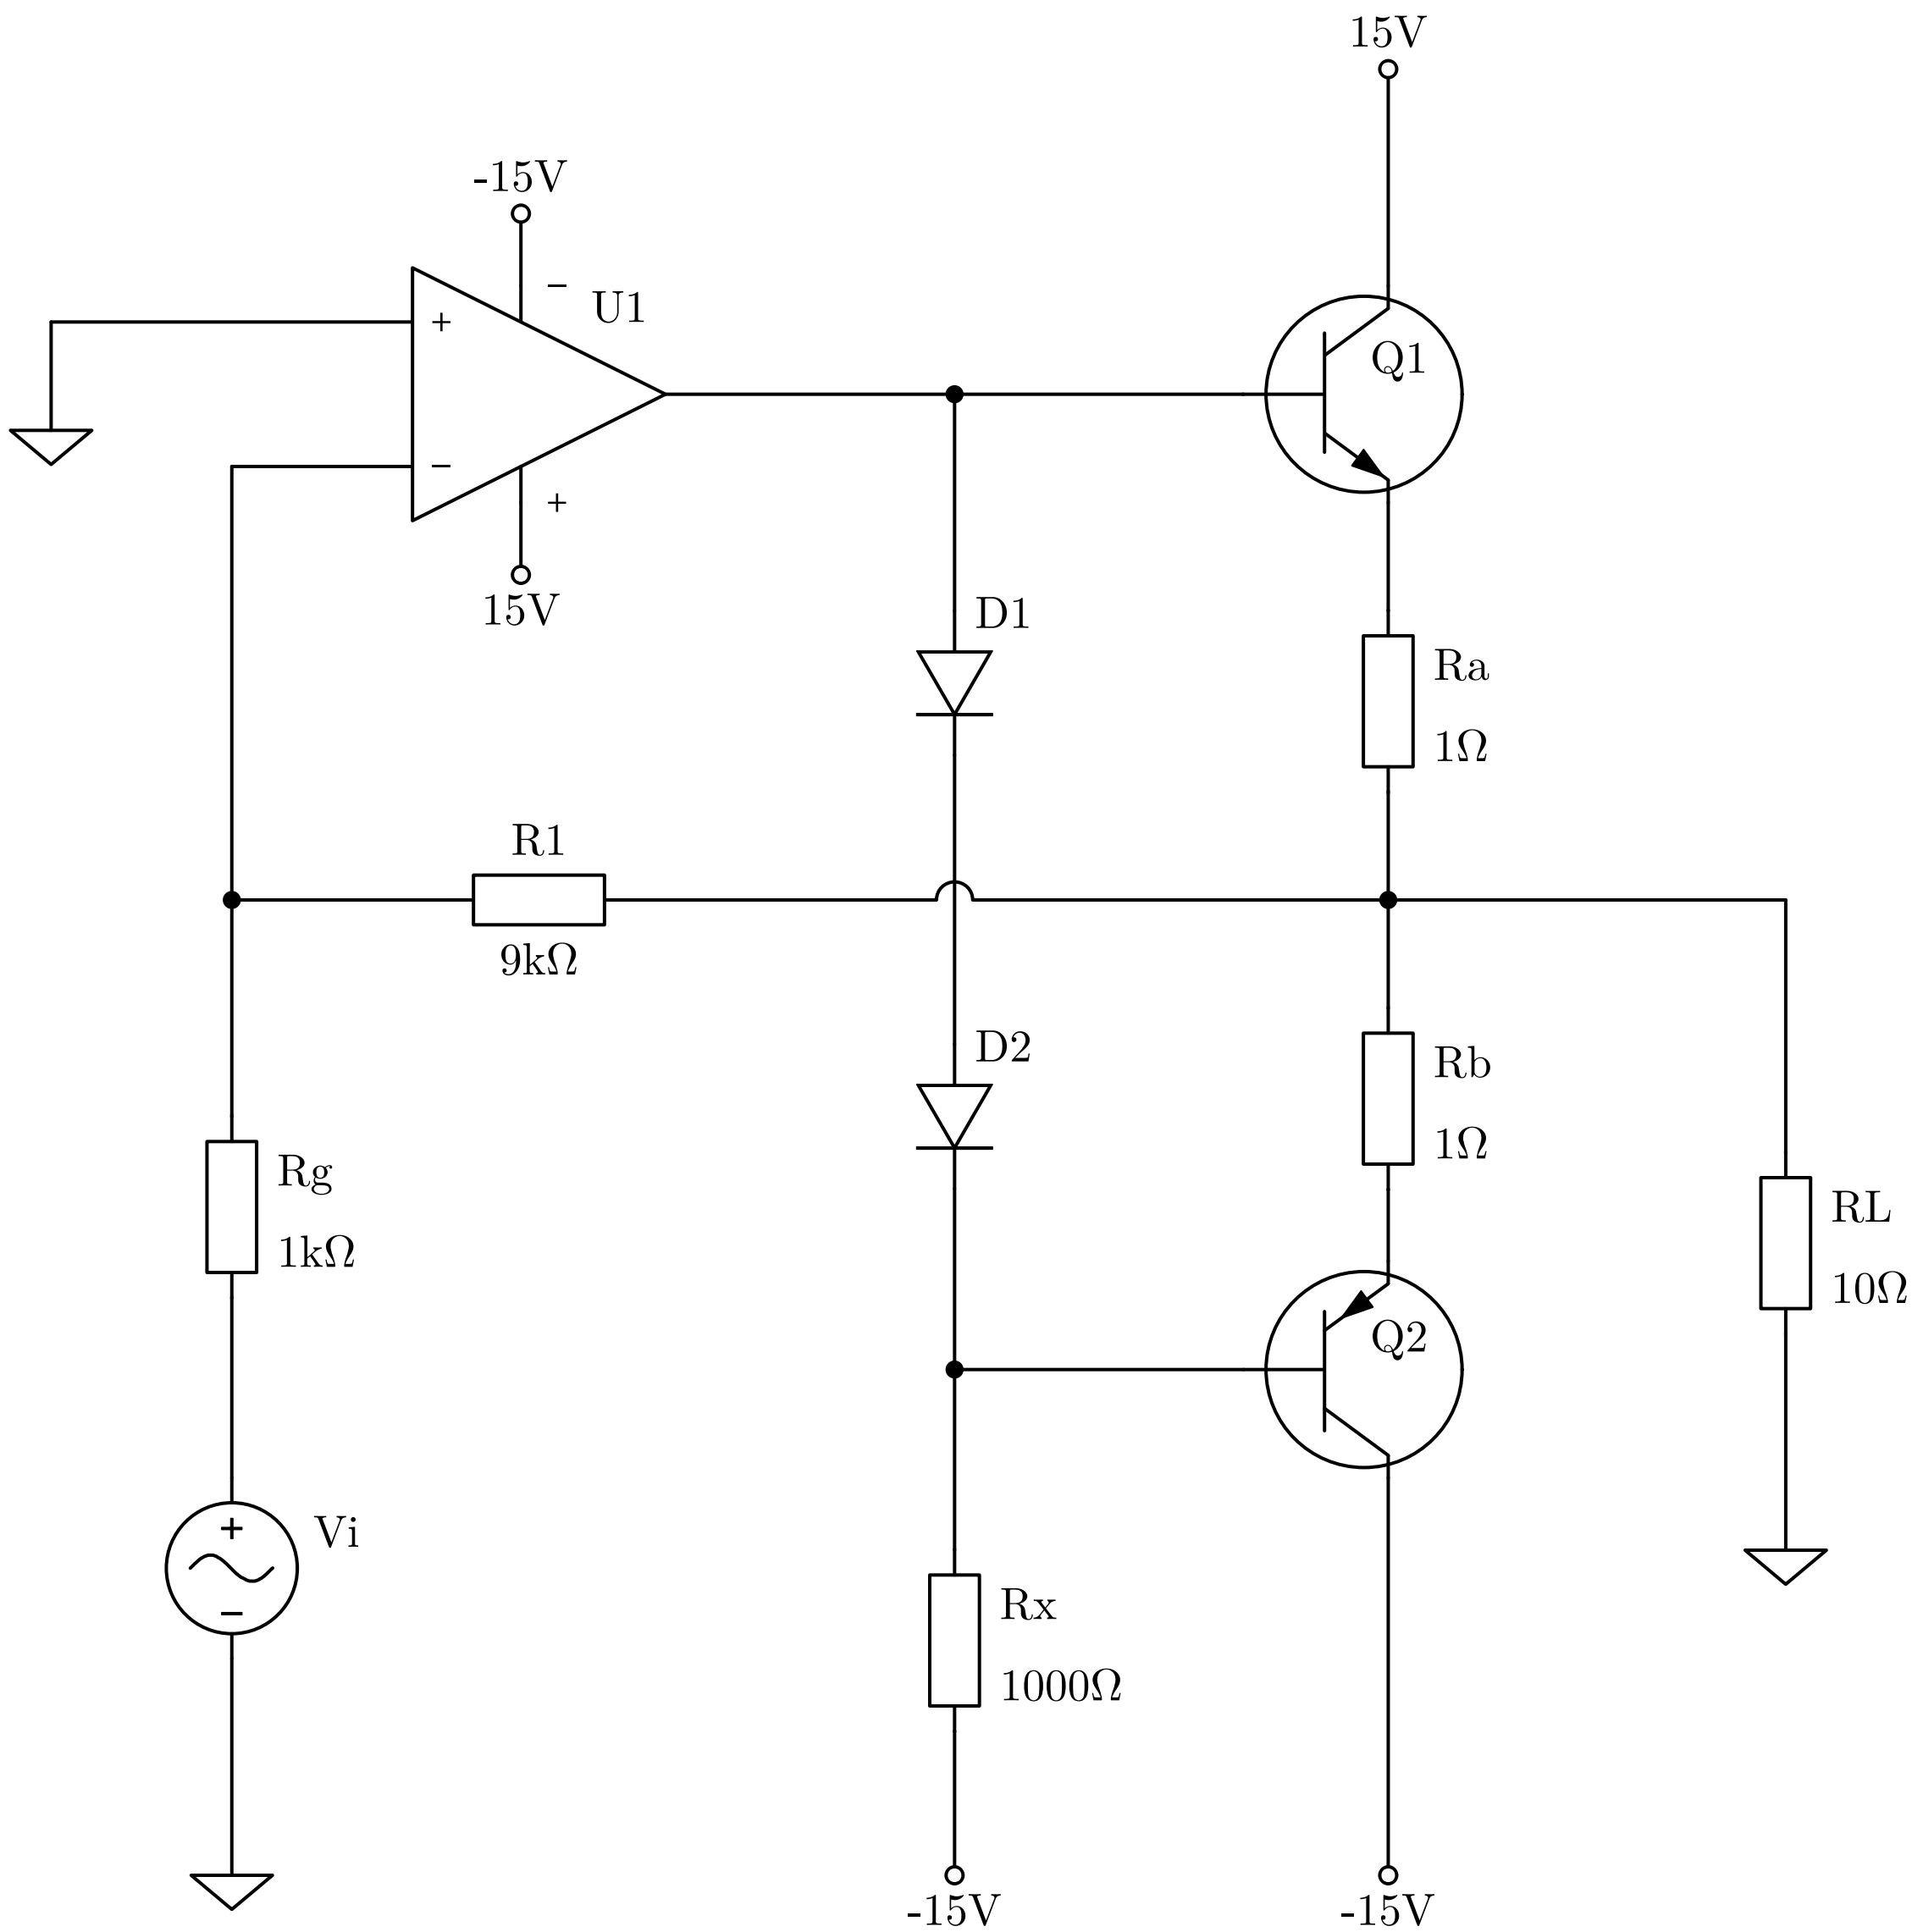 15V
-15V
−
U1
+
Q1
−
+
15V
D1
Ra
1Ω
R1
9kΩ
D2
Rb
1Ω
Rg
1kΩ
RL
10Ω
Q2
+
Vi
−
Rx
1000Ω
-15V
-15V